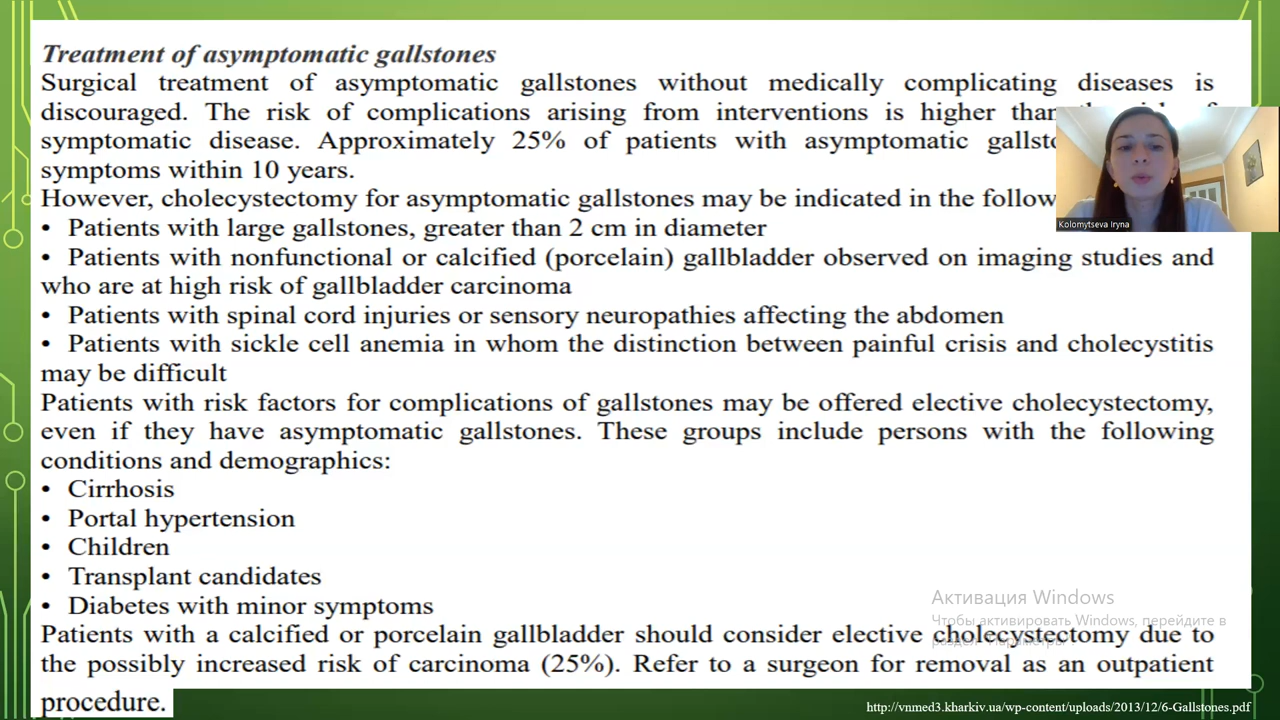 Treatment of asymptomatic gallstones
Surgical treatment of asymptomatic gallstones without medically complicating diseases is
discouraged. The risk of complications arising from interventions is higher than
symptomatic disease. Approximately 25% of patients with asymptomatic
symptoms within 10 years.
However, cholecystectomy for asymptomatic gallstones may be indicated in the
• Patients with large gallstones, greater than 2 cm in diameter
• Patients with nonfunctional or calcified (porcelain) gallbladder observed on imaging studies and
who are at high risk of gallbladder carcinoma
• Patients with spinal cord injuries or sensory neuropathies affecting the abdomen
• Patients with sickle cell anemia in whom the distinction between painful crisis and cholecystitis
may be difficult
Patients with risk factors for complications of gallstones may be offered elective cholecystectomy,
even if they have asymptomatic gallstones. These groups include persons with the following
conditions and demographics:
• Cirrhosis
• Portal hypertension
• Children
• Transplant candidates
• Diabetes with minor symptoms
Patients with a calcified or porcelain gallbladder should consider elective cholecystectomy due to
the possibly increased risk of carcinoma (25%). Refer to a surgeon for removal as an outpatient
procedure.
Kolomytseva Iryna
Активация Windows
Чтобы активировать Windows, перейдите в
раздел "Параметры".
http://vnmed3.kharkiv.ua/wp-content/uploads/2013/12/6-Gallstones.pdf